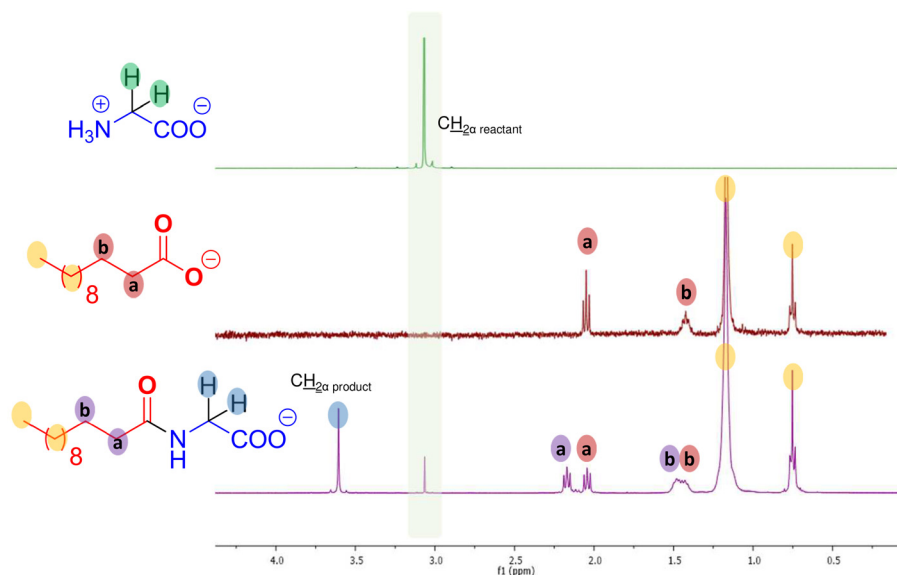 H
H
⊕
⊖
H₃N
COO
CH₂α reactant
O
b
⊖
O
( )8
a
a
b
CH₂α product
O
H
H
b
⊖
N
COO
( )8
a
H
a
a
b
b
4.0
3.5
3.0
2.5
2.0
1.5
1.0
0.5
f1 (ppm)